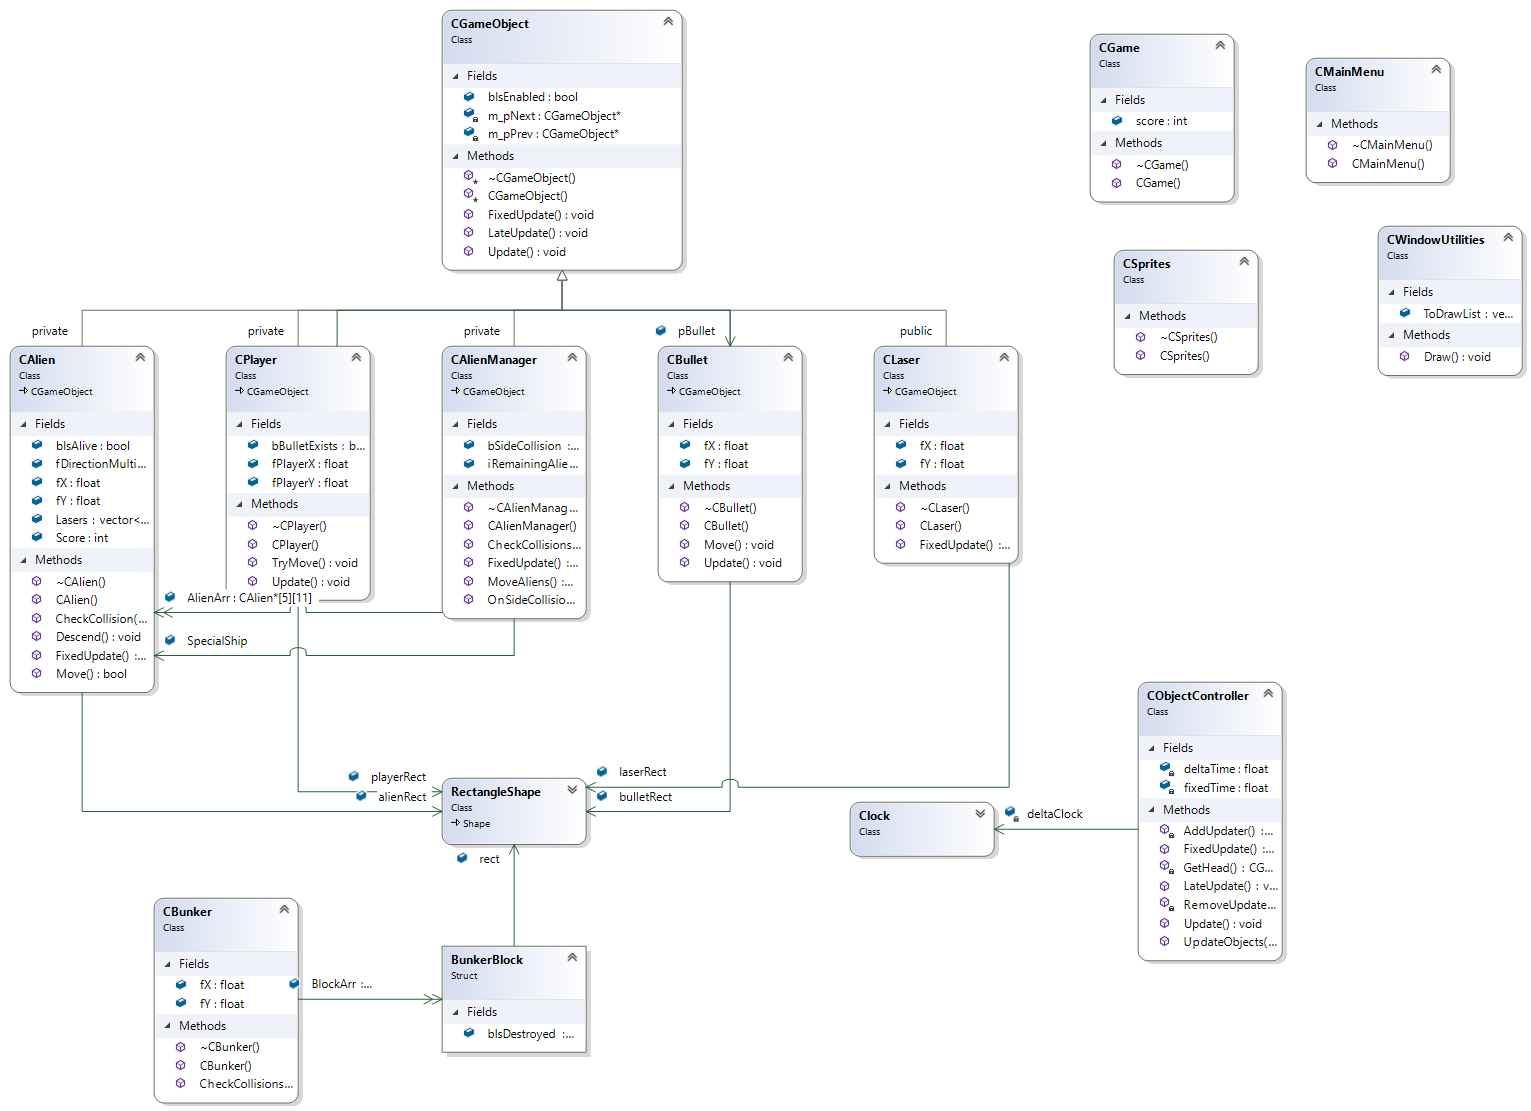 CGameObject
Class
Fields
bIsEnabled : bool
m_pNext : CGameObject*
m_pPrev : CGameObject*
Methods
~CGameObject()
CGameObject()
FixedUpdate() : void
LateUpdate() : void
Update() : void
CGame
Class
Fields
score : int
Methods
~CGame()
CGame()
CMainMenu
Class
Methods
~CMainMenu()
CMainMenu()
CSprites
Class
Methods
~CSprites()
CSprites()
CWindowUtilities
Class
Fields
ToDrawList : ve...
Methods
Draw() : void
private
private
private
pBullet
public
CAlien
Class
CGameObject
Fields
bIsAlive : bool
fDirectionMulti...
fX : float
fY : float
Lasers : vector<...
Score : int
Methods
~CAlien()
CAlien()
CheckCollision(...
Descend() : void
FixedUpdate() :...
Move() : bool
CPlayer
Class
CGameObject
Fields
bBulletExists : b...
fPlayerX : float
fPlayerY : float
Methods
~CPlayer()
CPlayer()
TryMove() : void
Update() : void
CAlienManager
Class
CGameObject
Fields
bSideCollision :...
iRemainingAlie...
Methods
~CAlienManag...
CAlienManager()
CheckCollisions...
FixedUpdate() :...
MoveAliens() :...
OnSideCollisio...
CBullet
Class
CGameObject
Fields
fX : float
fY : float
Methods
~CBullet()
CBullet()
Move() : void
Update() : void
CLaser
Class
CGameObject
Fields
fX : float
fY : float
Methods
~CLaser()
CLaser()
FixedUpdate() :...
AlienArr : CAlien*[5][11]
SpecialShip
playerRect
alienRect
laserRect
bulletRect
RectangleShape
Class
Shape
rect
Clock
Class
deltaClock
CObjectController
Class
Fields
deltaTime : float
fixedTime : float
Methods
AddUpdater() :...
FixedUpdate() :...
GetHead() : CG...
LateUpdate() : v...
RemoveUpdate...
Update() : void
UpdateObjects(...
CBunker
Class
Fields
fX : float
fY : float
Methods
~CBunker()
CBunker()
CheckCollisions...
BlockArr :...
BunkerBlock
Struct
Fields
bIsDestroyed :...